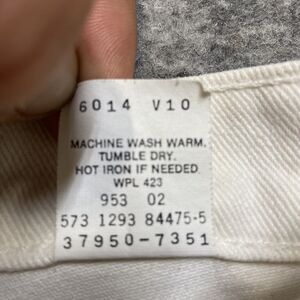 6014 V10
MACHINE WASH WARM.
TUMBLE DRY.
HOT IRON IF NEEDED
WPL 423
953 02
573 1293 84475-5
37950-7351